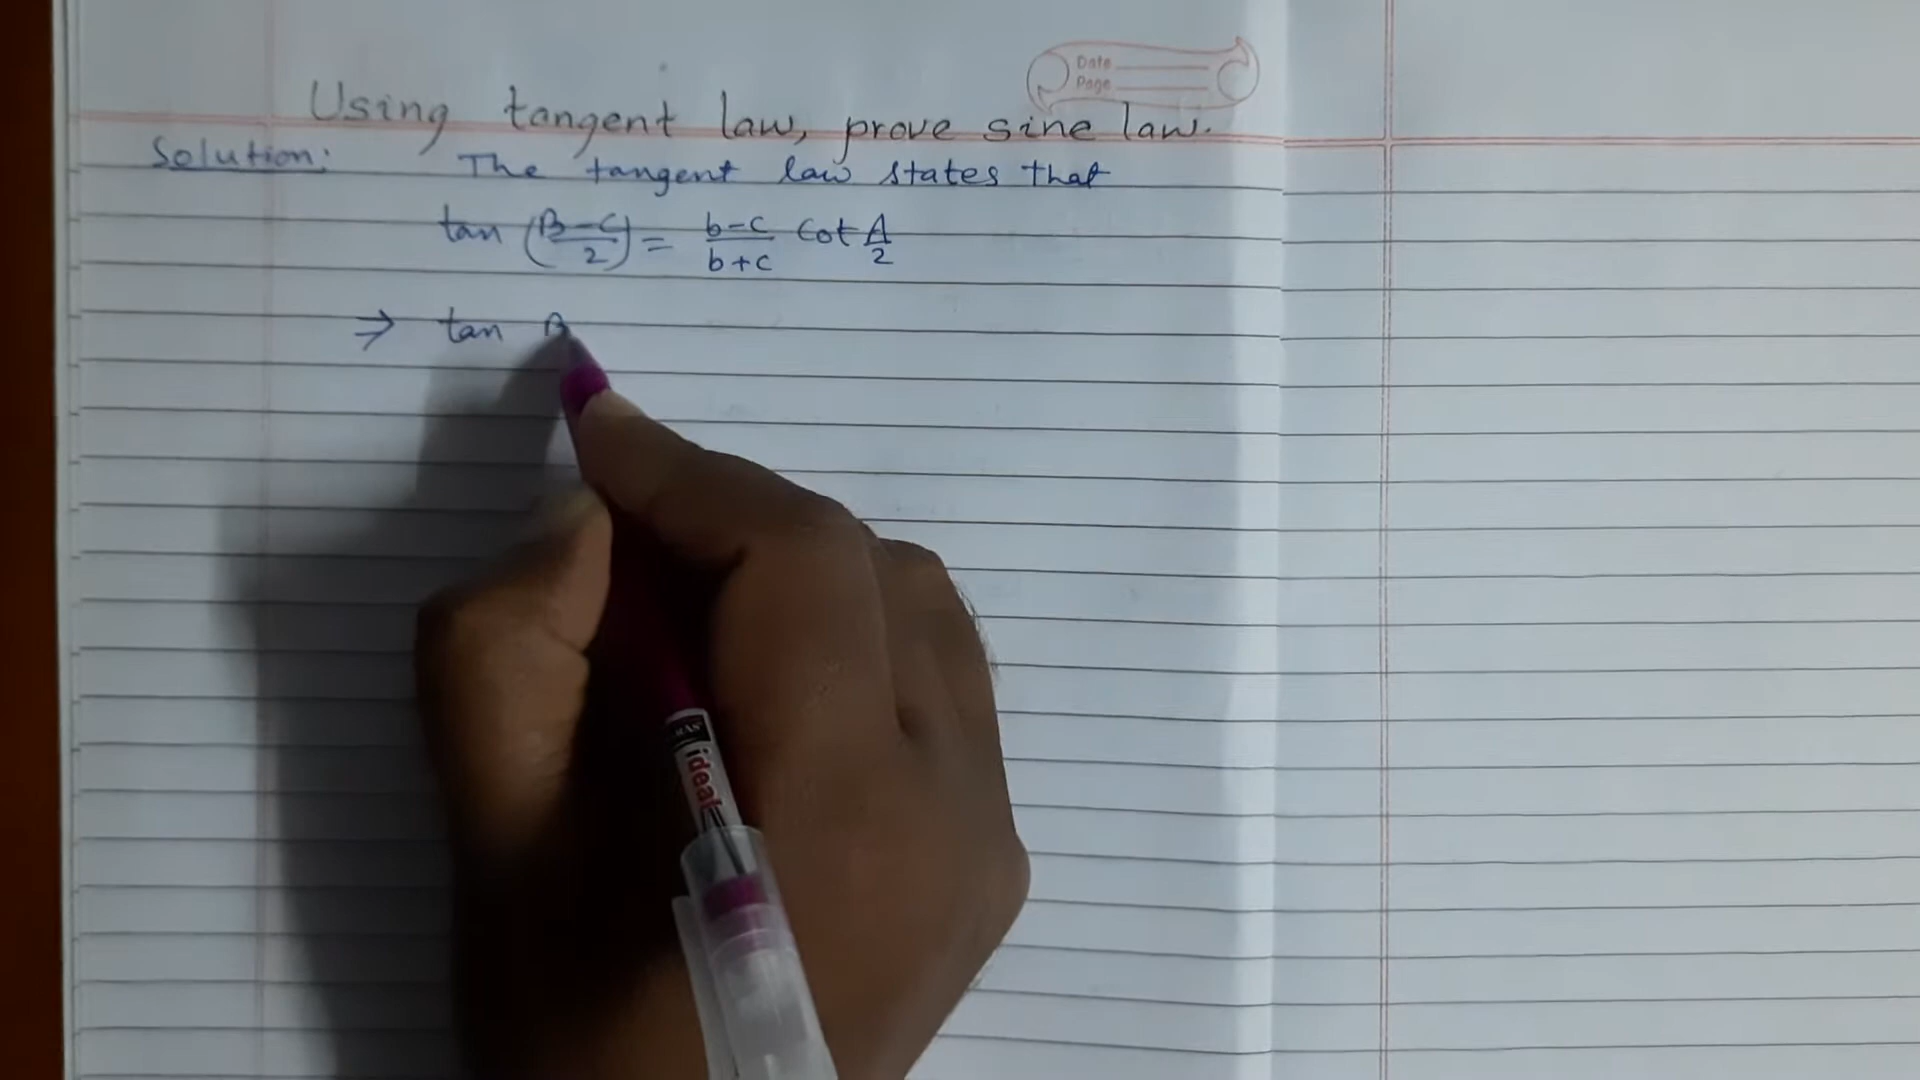 Date
Page
Using tangent law, prove sine law.
Solution: The tangent law states that
tan (B-C/2) = b-c/b+c cot A/2
⇒ tan B
ideal